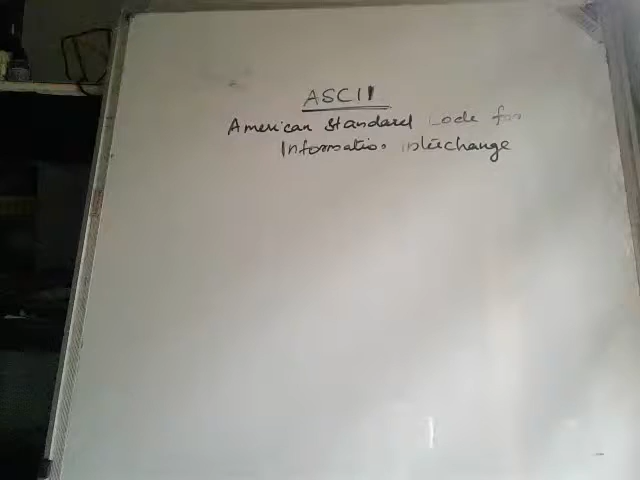 ASCII
American Standard Code for
Information interchange